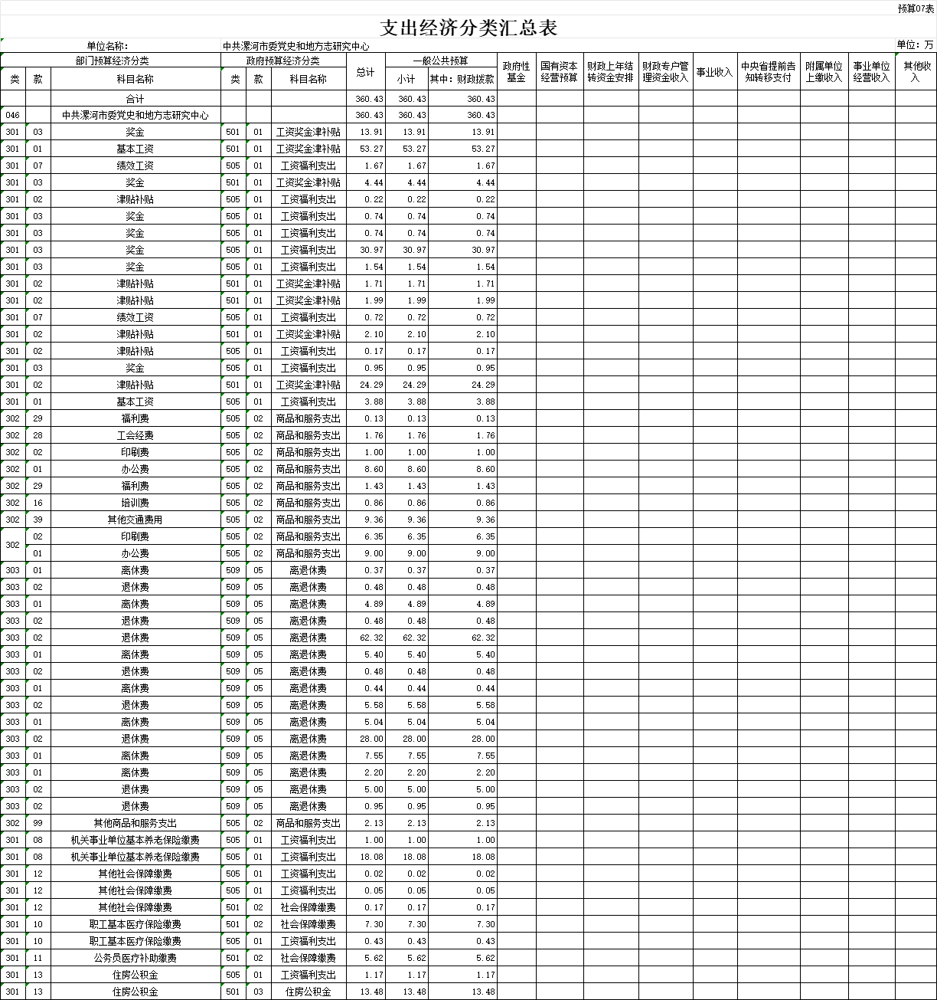 预算07表
支出经济分类汇总表
单位名称： 中共漯河市委党史和地方志研究中心 单位：万
部门预算经济分类 政府预算经济分类 总计 一般公共预算 政府性基金 国有资本经营预算 财政上年结转资金安排 财政专户管理资金收入 事业收入 中央省提前告知转移支付 附属单位上缴收入 事业单位经营收入 其他收入
类 款 科目名称 类 款 科目名称 小计 其中：财政拨款
合计 360.43 360.43 360.43
046 中共漯河市委党史和地方志研究中心 360.43 360.43 360.43
301 03 奖金 501 01 工资奖金津补贴 13.91 13.91 13.91
301 01 基本工资 501 01 工资奖金津补贴 53.27 53.27 53.27
301 07 绩效工资 505 01 工资福利支出 1.67 1.67 1.67
301 03 奖金 501 01 工资奖金津补贴 4.44 4.44 4.44
301 02 津贴补贴 505 01 工资福利支出 0.22 0.22 0.22
301 03 奖金 505 01 工资福利支出 0.74 0.74 0.74
301 03 奖金 505 01 工资福利支出 0.74 0.74 0.74
301 03 奖金 505 01 工资福利支出 30.97 30.97 30.97
301 03 奖金 505 01 工资福利支出 1.54 1.54 1.54
301 02 津贴补贴 501 01 工资奖金津补贴 1.71 1.71 1.71
301 02 津贴补贴 501 01 工资奖金津补贴 1.99 1.99 1.99
301 07 绩效工资 505 01 工资福利支出 0.72 0.72 0.72
301 02 津贴补贴 501 01 工资奖金津补贴 2.10 2.10 2.10
301 02 津贴补贴 505 01 工资福利支出 0.17 0.17 0.17
301 03 奖金 505 01 工资福利支出 0.95 0.95 0.95
301 02 津贴补贴 501 01 工资奖金津补贴 24.29 24.29 24.29
301 01 基本工资 505 01 工资福利支出 3.88 3.88 3.88
302 29 福利费 505 02 商品和服务支出 0.13 0.13 0.13
302 28 工会经费 505 02 商品和服务支出 1.76 1.76 1.76
302 02 印刷费 505 02 商品和服务支出 1.00 1.00 1.00
302 01 办公费 505 02 商品和服务支出 8.60 8.60 8.60
302 29 福利费 505 02 商品和服务支出 1.43 1.43 1.43
302 16 培训费 505 02 商品和服务支出 0.86 0.86 0.86
302 39 其他交通费用 505 02 商品和服务支出 9.36 9.36 9.36
302 02 印刷费 505 02 商品和服务支出 6.35 6.35 6.35
01 办公费 505 02 商品和服务支出 9.00 9.00 9.00
303 01 离休费 509 05 离退休费 0.37 0.37 0.37
303 02 退休费 509 05 离退休费 0.48 0.48 0.48
303 01 离休费 509 05 离退休费 4.89 4.89 4.89
303 02 退休费 509 05 离退休费 0.48 0.48 0.48
303 02 退休费 509 05 离退休费 62.32 62.32 62.32
303 01 离休费 509 05 离退休费 5.40 5.40 5.40
303 02 退休费 509 05 离退休费 0.48 0.48 0.48
303 01 离休费 509 05 离退休费 0.44 0.44 0.44
303 02 退休费 509 05 离退休费 5.58 5.58 5.58
303 01 离休费 509 05 离退休费 5.04 5.04 5.04
303 02 退休费 509 05 离退休费 28.00 28.00 28.00
303 01 离休费 509 05 离退休费 7.55 7.55 7.55
303 01 离休费 509 05 离退休费 2.20 2.20 2.20
303 02 退休费 509 05 离退休费 5.00 5.00 5.00
303 02 退休费 509 05 离退休费 0.95 0.95 0.95
302 99 其他商品和服务支出 505 02 商品和服务支出 2.13 2.13 2.13
301 08 机关事业单位基本养老保险缴费 505 01 工资福利支出 1.00 1.00 1.00
301 08 机关事业单位基本养老保险缴费 505 01 工资福利支出 18.08 18.08 18.08
301 12 其他社会保障缴费 505 01 工资福利支出 0.02 0.02 0.02
301 12 其他社会保障缴费 505 01 工资福利支出 0.05 0.05 0.05
301 12 其他社会保障缴费 501 02 社会保障缴费 0.17 0.17 0.17
301 10 职工基本医疗保险缴费 501 02 社会保障缴费 7.30 7.30 7.30
301 10 职工基本医疗保险缴费 505 01 工资福利支出 0.43 0.43 0.43
301 11 公务员医疗补助缴费 501 02 社会保障缴费 5.62 5.62 5.62
301 13 住房公积金 505 01 工资福利支出 1.17 1.17 1.17
301 13 住房公积金 501 03 住房公积金 13.48 13.48 13.48